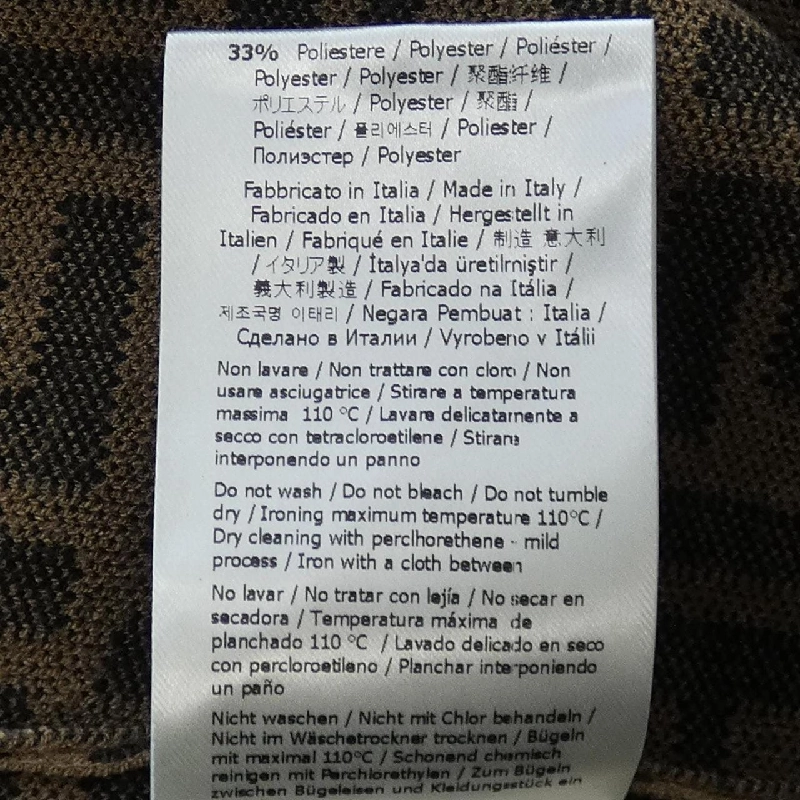 33% Poliestere / Polyester / Poliéster /
Polyester / Polyester / 聚酯纤维 /
ポリエステル / Polyester / 聚酯 /
Poliéster / 폴리에스터 / Poliester /
Полиэстер / Polyester
Fabbricato in Italia / Made in Italy /
Fabricado en Italia / Hergestellt in
Italien / Fabriqué en Italie / 制造 意大利
/ イタリア製 / İtalya'da üretilmiştir /
義大利製造 / Fabricado na Itália /
제조국명 이태리 / Negara Pembuat : Italia /
Сделано в Италии / Vyrobeno v Itálii
Non lavare / Non trattare con cloro / Non
usare asciugatrice / Stirare a temperatura
massima 110 °C / Lavare delicatamente a
secco con tetracloroetilene / Stirare
interponendo un panno
Do not wash / Do not bleach / Do not tumble
dry / Ironing maximum temperature 110°C /
Dry cleaning with perclhorethene - mild
process / Iron with a cloth between
No lavar / No tratar con lejía / No secar en
secadora / Temperatura máxima de
planchado 110 °C / Lavado delicado en seco
con percloroetileno / Planchar interponiendo
un paño
Nicht waschen / Nicht mit Chlor behandeln /
Nicht im Wäschetrockner trocknen / Bügeln
mit maximal 110°C / Schonend chemisch
reinigen mit Perchlorethylen / Zum Bügeln
zwischen Bügeleisen und Kleidungsstück ein